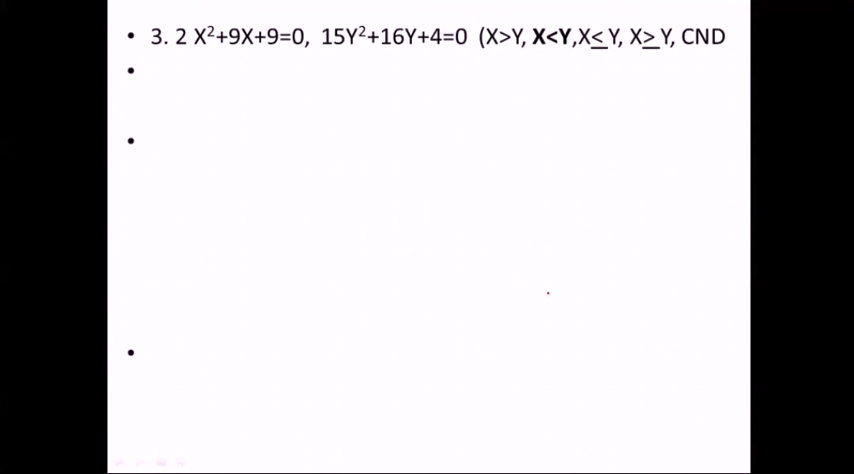 • 3. 2 X²+9X+9=0, 15Y²+16Y+4=0 (X>Y, X<Y,X≤ Y, X≥ Y, CND